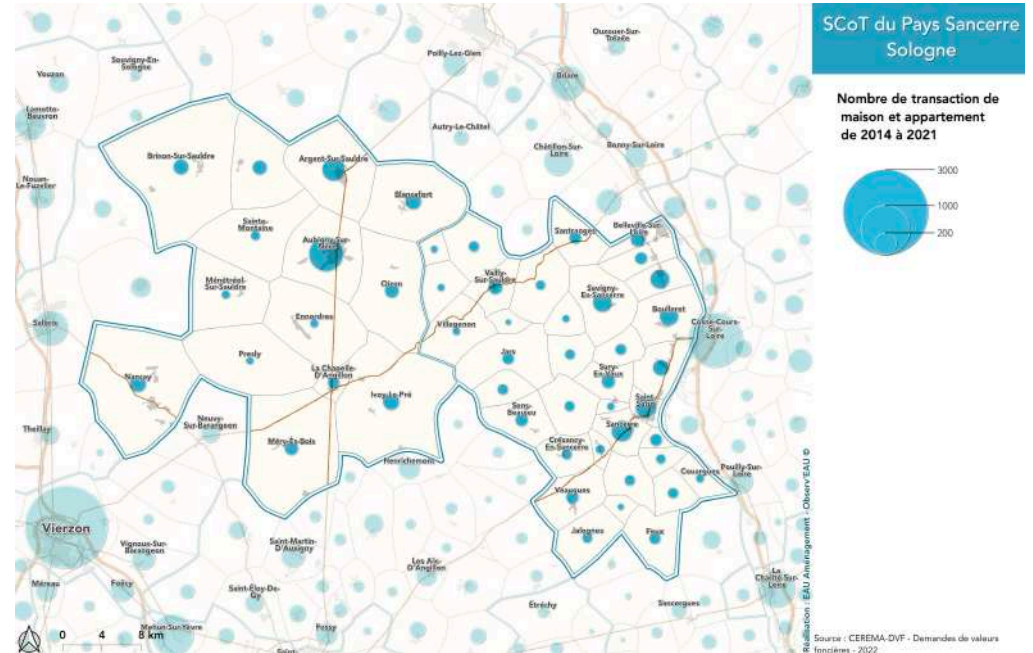 SCoT du Pays Sancerre
Sologne
Nombre de transaction de
maison et appartement
de 2014 à 2021
3000
1000
200
Ouzouer-Sur-
Trézée
Souvigny-En-
Sologne
Poilly-Lez-Gien
Vouzon
Briare
Lamotte-
Beuvron
Autry-Le-Châtel
Châtillon-Sur-
Loire
Bonny-Sur-Loire
Brinon-Sur-Sauldre
Argent-Sur-Sauldre
Nouan-
Le-Fuzelier
Blancafort
Sainte-
Montaine
Santranges
Belleville-Sur-
Loire
Aubigny-Sur-
Nère
Vailly-
Sur-Sauldre
Ménétréol-
Sur-Sauldre
Oizon
Savigny-
En-Sancerre
Boulleret
Salbris
Ennordres
Villegenon
Cosne-Cours-
Sur-
Loire
Presly
Jars
Sury-
En-Vaux
Nançay
La Chapelle-
D'Angillon
Ivoy-Le-Pré
Saint-
Satur
Sens-
Beaujeu
Theillay
Neuvy-
Sur-Barangeon
Sancerre
Crézancy-
En-Sancerre
Méry-Ès-Bois
Henrichemont
Couargues
Pouilly-Sur-
Loire
Veaugues
Vierzon
Jalognes
Feux
Vignoux-Sur-
Barangeon
Saint-Martin-
D'Auxigny
Les Aix-
D'Angillon
La
Charité-Sur-
Loire
Méreau
Foëcy
Saint-Éloy-De-
Gy
Étréchy
Sancergues
Mehun-Sur-Yèvre
Fussy
Saint-
0 4 8 km
Réalisation : EAU Aménagement - Observ'EAU ©
Source : CEREMA-DVF - Demandes de valeurs
foncières - 2022